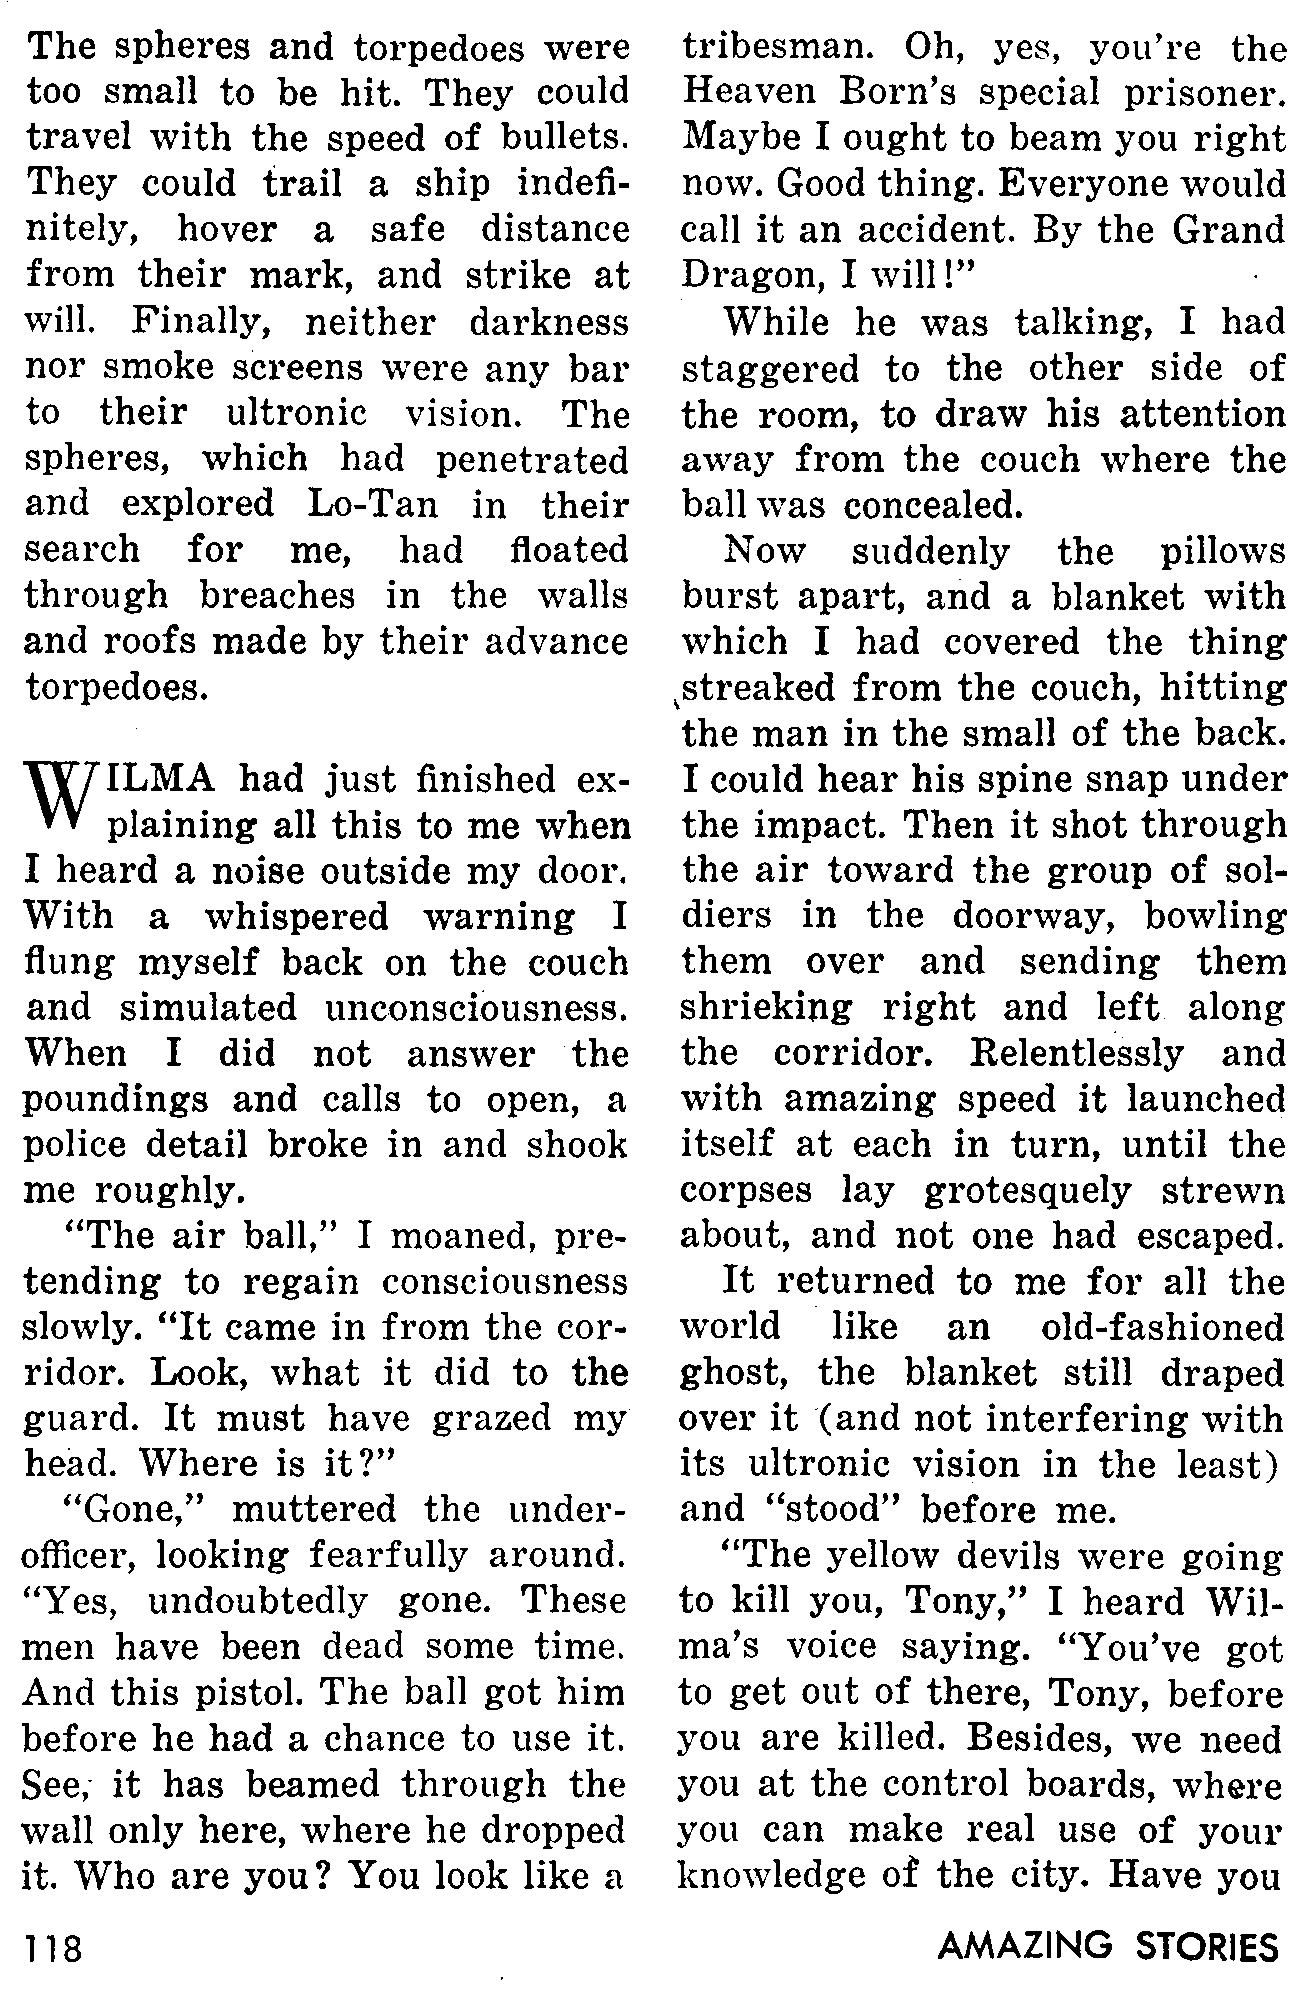 The spheres and torpedoes were
too small to be hit. They could
travel with the speed of bullets.
They could trail a ship indefi-
nitely, hover a safe distance
from their mark, and strike at
will. Finally, neither darkness
nor smoke screens were any bar
to their ultronic vision. The
spheres, which had penetrated
and explored Lo-Tan in their
search for me, had floated
through breaches in the walls
and roofs made by their advance
torpedoes.
WILMA had just finished ex-
plaining all this to me when
I heard a noise outside my door.
With a whispered warning I
flung myself back on the couch
and simulated unconsciousness.
When I did not answer the
poundings and calls to open, a
police detail broke in and shook
me roughly.
“The air ball,” I moaned, pre-
tending to regain consciousness
slowly. “It came in from the cor-
ridor. Look, what it did to the
guard. It must have grazed my
head. Where is it?”
“Gone,” muttered the under-
officer, looking fearfully around.
“Yes, undoubtedly gone. These
men have been dead some time.
And this pistol. The ball got him
before he had a chance to use it.
See, it has beamed through the
wall only here, where he dropped
it. Who are you? You look like a
tribesman. Oh, yes, you’re the
Heaven Born’s special prisoner.
Maybe I ought to beam you right
now. Good thing. Everyone would
call it an accident. By the Grand
Dragon, I will!”
While he was talking, I had
staggered to the other side of
the room, to draw his attention
away from the couch where the
ball was concealed.
Now suddenly the pillows
burst apart, and a blanket with
which I had covered the thing
streaked from the couch, hitting
the man in the small of the back.
I could hear his spine snap under
the impact. Then it shot through
the air toward the group of sol-
diers in the doorway, bowling
them over and sending them
shrieking right and left along
the corridor. Relentlessly and
with amazing speed it launched
itself at each in turn, until the
corpses lay grotesquely strewn
about, and not one had escaped.
It returned to me for all the
world like an old-fashioned
ghost, the blanket still draped
over it (and not interfering with
its ultronic vision in the least)
and “stood” before me.
“The yellow devils were going
to kill you, Tony,” I heard Wil-
ma’s voice saying. “You’ve got
to get out of there, Tony, before
you are killed. Besides, we need
you at the control boards, where
you can make real use of your
knowledge of the city. Have you
118
AMAZING STORIES